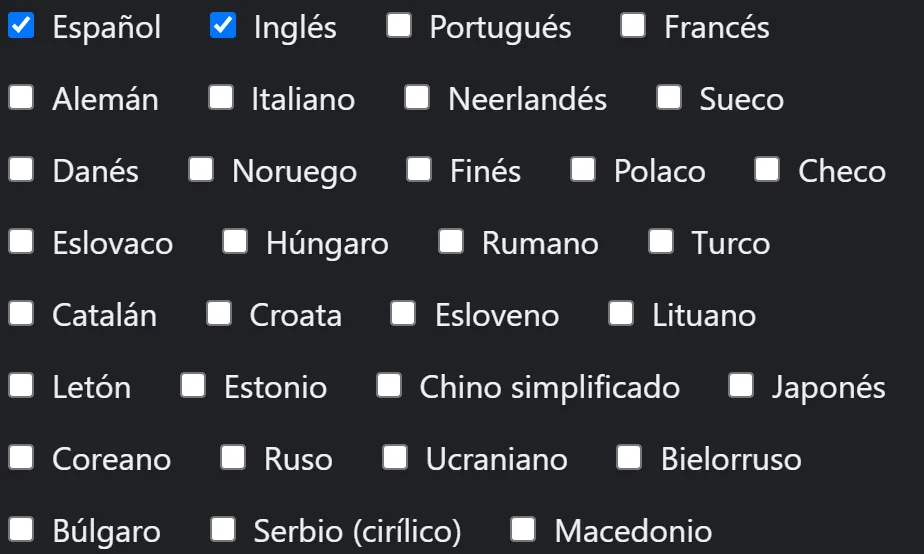 Español Inglés Portugués Francés
Alemán Italiano Neerlandés Sueco
Danés Noruego Finés Polaco Checo
Eslovaco Húngaro Rumano Turco
Catalán Croata Esloveno Lituano
Letón Estonio Chino simplificado Japonés
Coreano Ruso Ucraniano Bielorruso
Búlgaro Serbio (cirílico) Macedonio